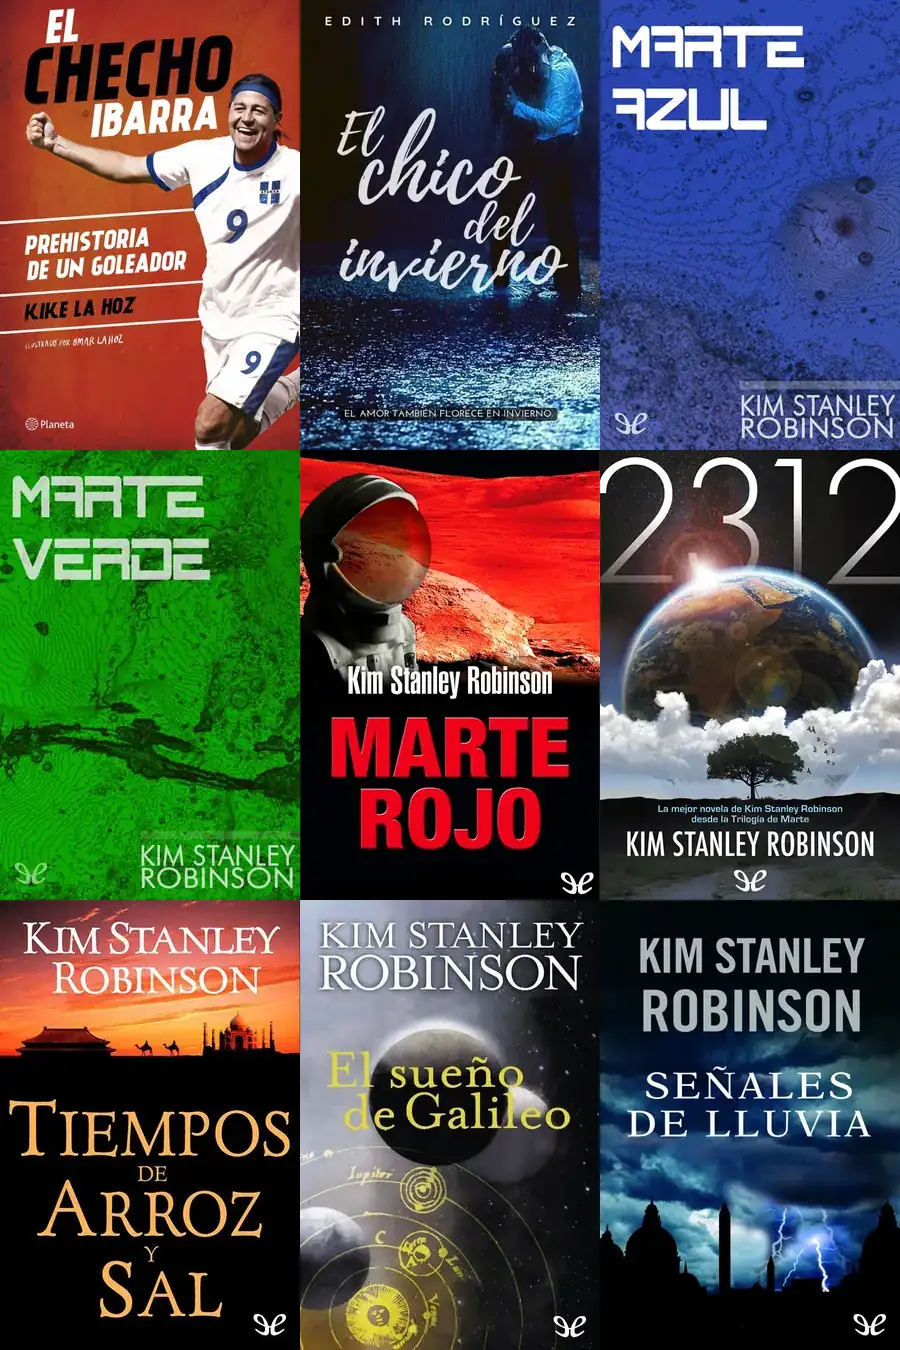 EL
CHECHO
IBARRA
9
PREHISTORIA
DE UN GOLEADOR
KIKE LA HOZ
ILUSTRADO POR OMAR LA HOZ
9
Planeta
EDITH RODRÍGUEZ
El
chico
del
invierno
EL AMOR TAMBIÉN FLORECE EN INVIERNO.
MARTE
AZUL
KIM STANLEY
ROBINSON
MARTE
VERDE
KIM STANLEY
ROBINSON
Kim Stanley Robinson
MARTE
ROJO
2312
La mejor novela de Kim Stanley Robinson
desde la Trilogía de Marte
KIM STANLEY ROBINSON
KIM STANLEY
ROBINSON
TIEMPOS
DE
ARROZ
Y
SAL
KIM STANLEY
ROBINSON
El sueño
de Galileo
Iupiter
C
KIM STANLEY
ROBINSON
SEÑALES
DE LLUVIA